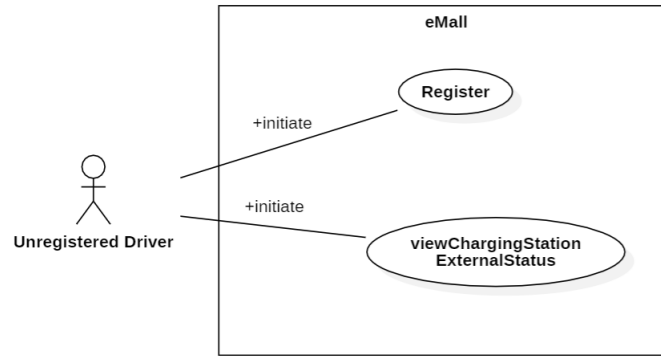 eMall
Register
+initiate
+initiate
Unregistered Driver
viewChargingStation
ExternalStatus